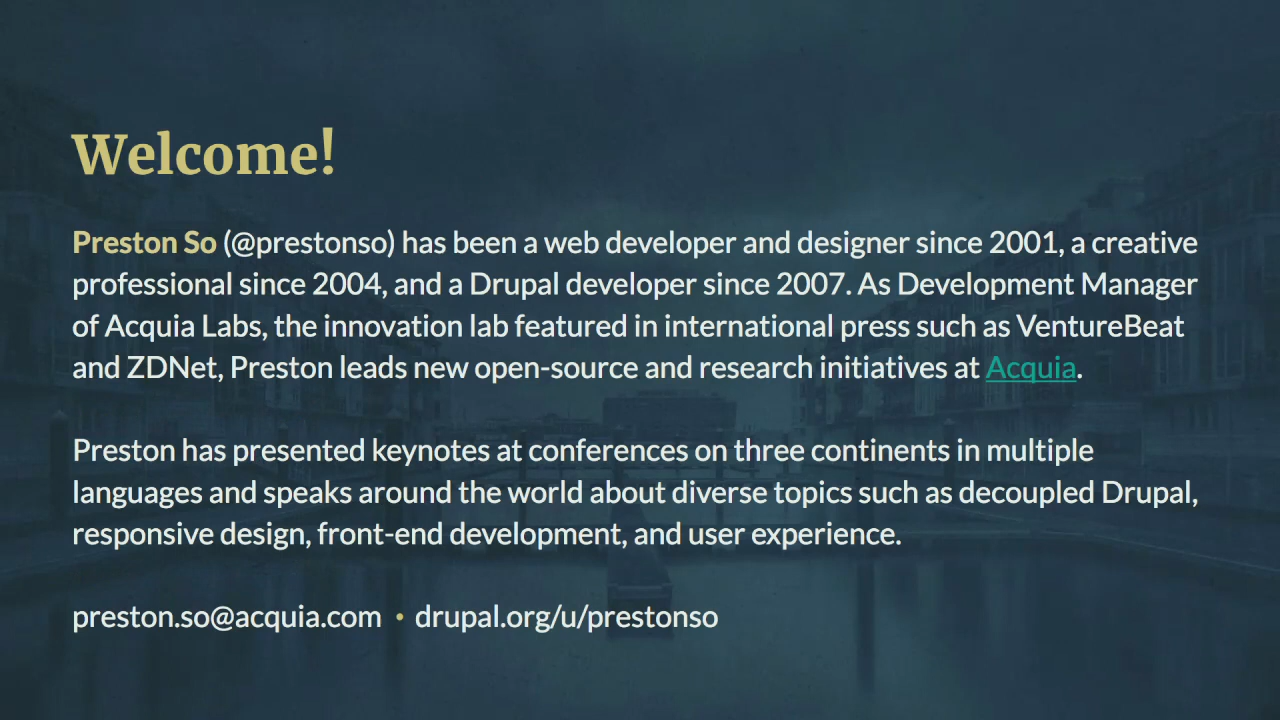 Welcome!
Preston So (@prestonso) has been a web developer and designer since 2001, a creative
professional since 2004, and a Drupal developer since 2007. As Development Manager
of Acquia Labs, the innovation lab featured in international press such as VentureBeat
and ZDNet, Preston leads new open-source and research initiatives at Acquia.
Preston has presented keynotes at conferences on three continents in multiple
languages and speaks around the world about diverse topics such as decoupled Drupal,
responsive design, front-end development, and user experience.
preston.so@acquia.com • drupal.org/u/prestonso